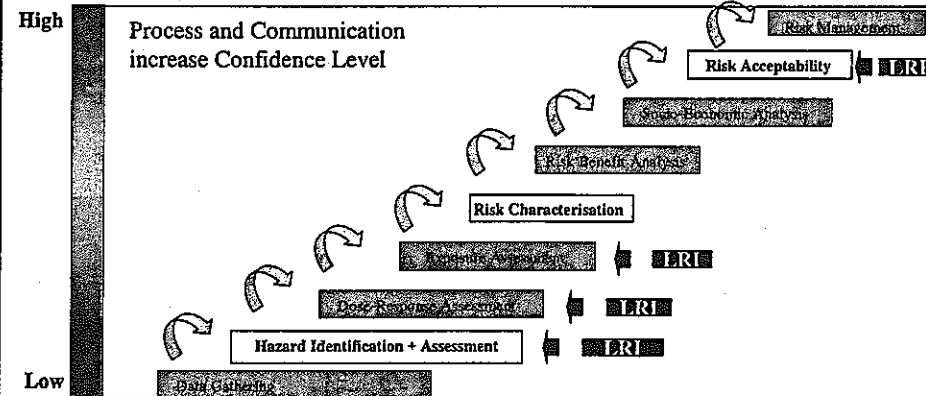 High
Process and Communication
increase Confidence Level
Risk Management
Risk Acceptability
LRI
Socio-Economic Analysis
Risk Benefit Analysis
Risk Characterisation
Exposure Assessment
LRI
Dose-Response Assessment
LRI
Hazard Identification + Assessment
LRI
Low
Data Gathering